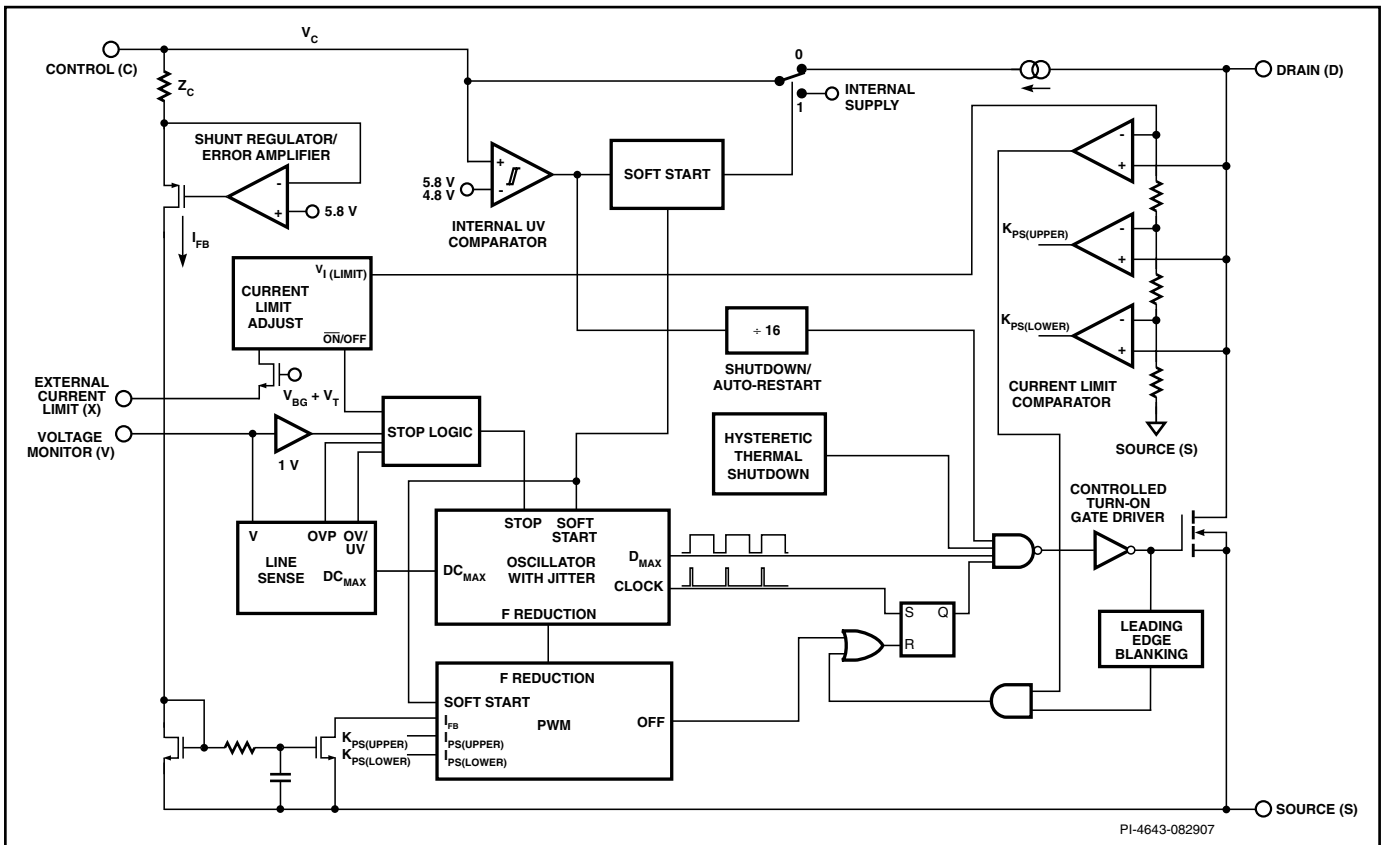 V_C
CONTROL (C)
Z_C
0
DRAIN (D)
INTERNAL
SUPPLY
1
SHUNT REGULATOR/
ERROR AMPLIFIER
-
+
5.8 V
I_FB
+
-
5.8 V
4.8 V
INTERNAL UV
COMPARATOR
SOFT START
-
+
K_PS(UPPER)
-
+
K_PS(LOWER)
-
+
CURRENT LIMIT
COMPARATOR
SOURCE (S)
V_I (LIMIT)
CURRENT
LIMIT
ADJUST
ON/OFF
÷ 16
SHUTDOWN/
AUTO-RESTART
EXTERNAL
CURRENT
LIMIT (X)
V_BG + V_T
VOLTAGE
MONITOR (V)
1 V
STOP LOGIC
HYSTERETIC
THERMAL
SHUTDOWN
CONTROLLED
TURN-ON
GATE DRIVER
V
OVP
OV/
UV
LINE
SENSE
DC_MAX
STOP
SOFT
START
DC_MAX
OSCILLATOR
WITH JITTER
D_MAX
CLOCK
F REDUCTION
S
Q
R
LEADING
EDGE
BLANKING
F REDUCTION
SOFT START
PWM
OFF
I_FB
K_PS(UPPER)
I_PS(UPPER)
K_PS(LOWER)
I_PS(LOWER)
SOURCE (S)
PI-4643-082907